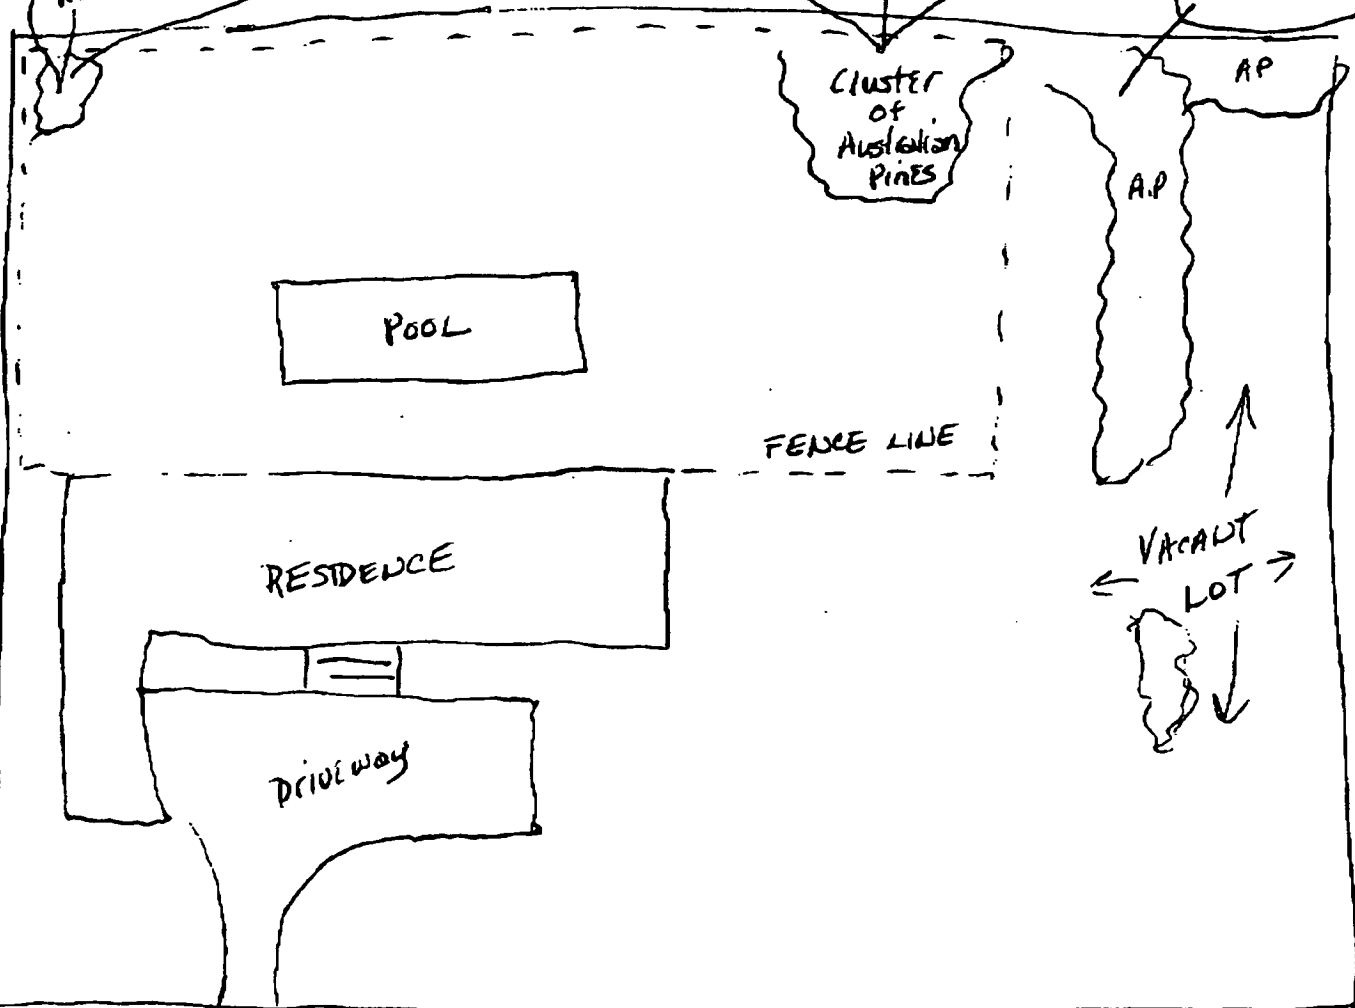 Cluster
of
Australian
Pines
AP
A.P
POOL
FENCE LINE
VACANT
LOT
RESIDENCE
Driveway